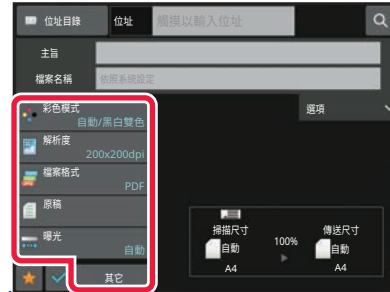 位址目錄
位址
觸摸以輸入位址
主旨
檔案名稱
依照系統設定
彩色模式
自動/黑白雙色
選項
解析度
200x200dpi
檔案格式
PDF
原稿
曝光
自動
掃描尺寸
自動
A4
100%
傳送尺寸
自動
A4
其它